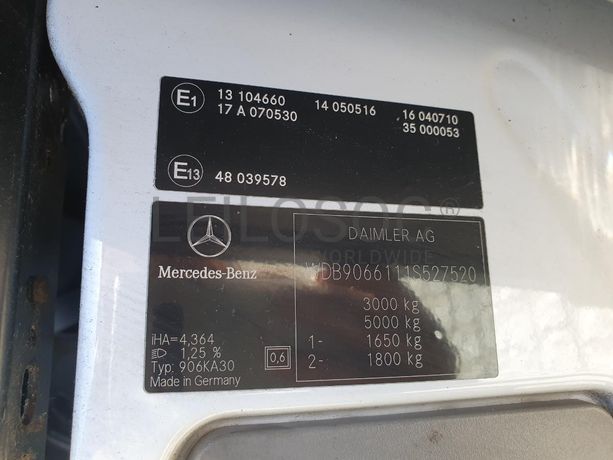 E1 13 104660 14 050516 16 040710
17 A 070530 35 000053
E13 48 039578
LEILOSOC®
WORLDWIDE
DAIMLER AG
Mercedes-Benz
WDB9066111S527520
3000 kg
5000 kg
1- 1650 kg
2- 1800 kg
iHA=4,364
1,25 %
Typ: 906KA30
0,6
Made in Germany